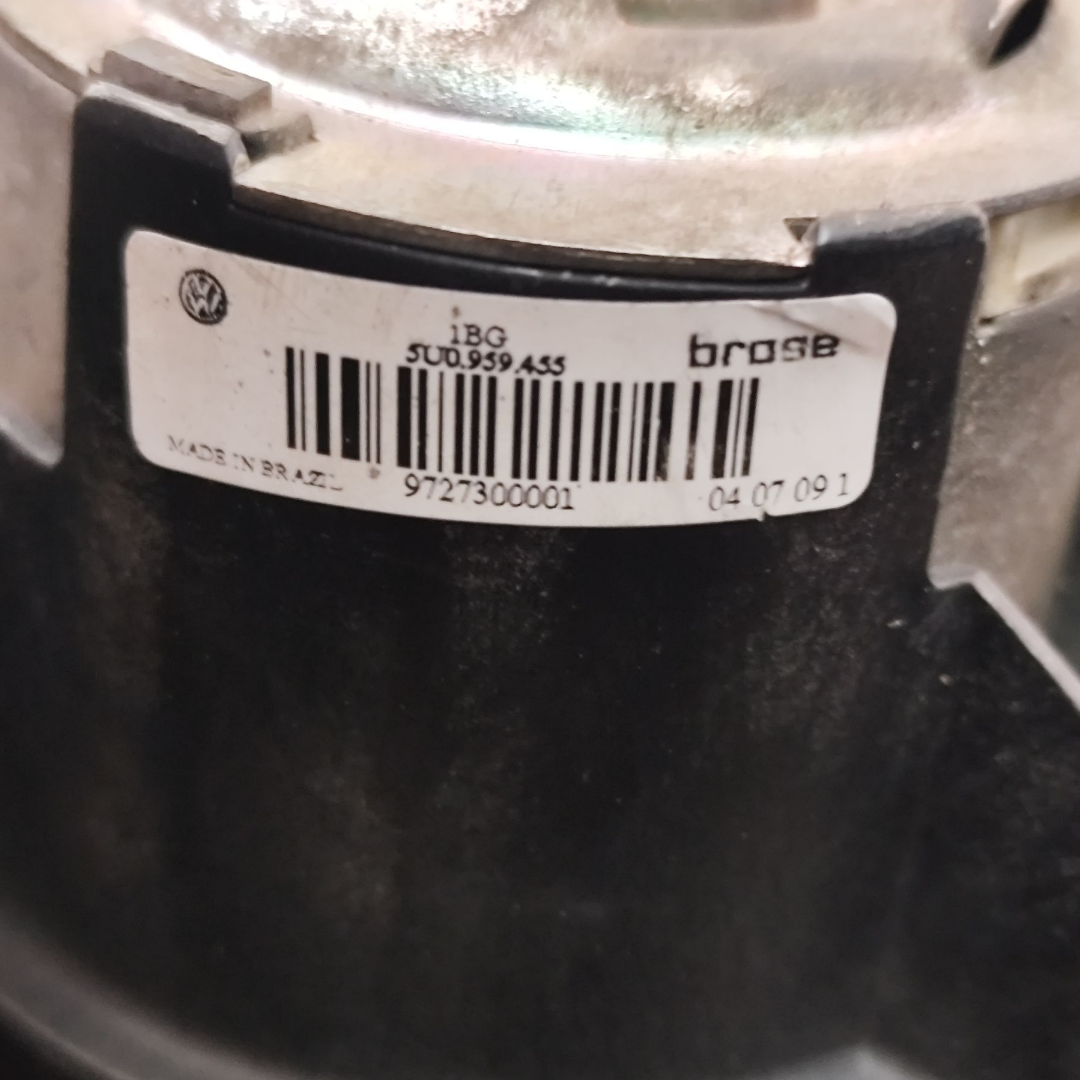 1BG
5U0.959.455
brose
MADE IN BRAZIL
9727300001
04 07 09 1